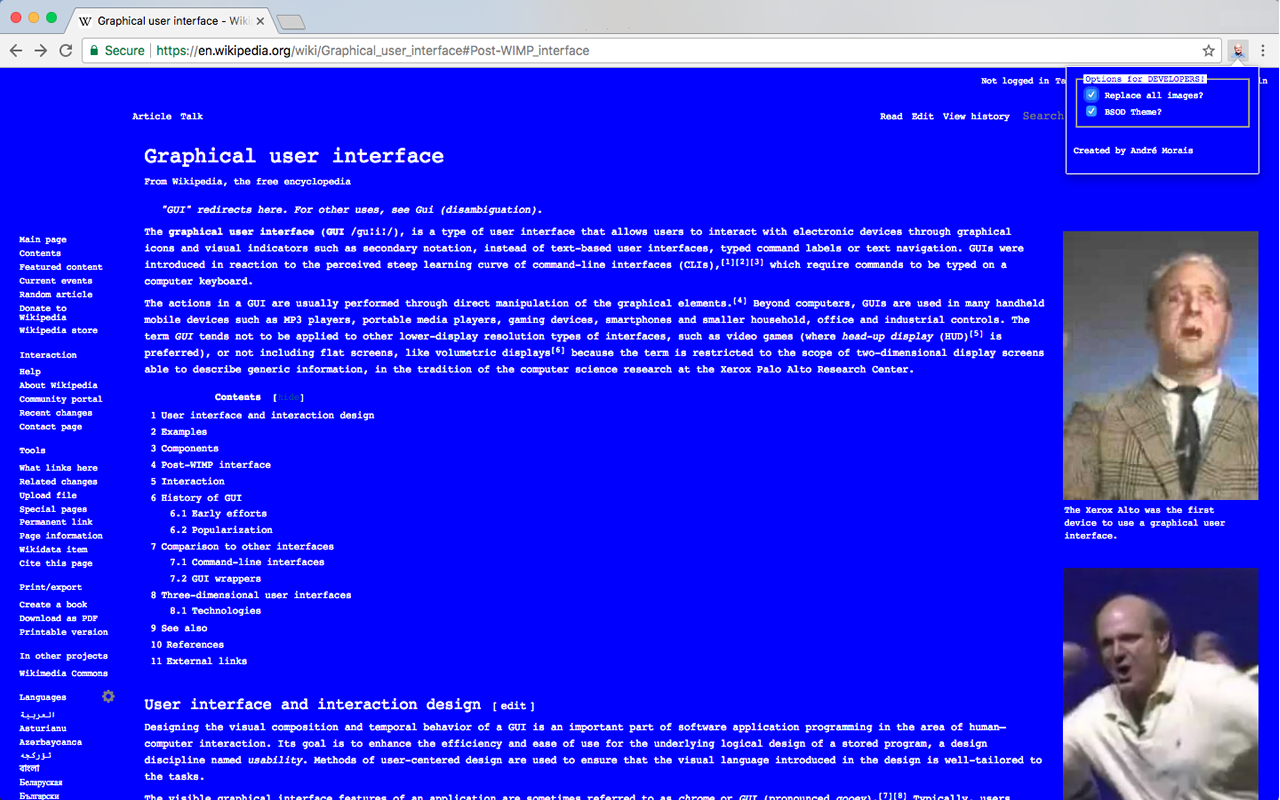 Graphical user interface - Wiki
Secure https://en.wikipedia.org/wiki/Graphical_user_interface#Post-WIMP_interface
Options for DEVELOPERS!
Replace all images?
BSOD Theme?
Created by André Morais
Not logged in Ta in
Article Talk
Read Edit View history Search
Graphical user interface
From Wikipedia, the free encyclopedia
"GUI" redirects here. For other uses, see Gui (disambiguation).
The graphical user interface (GUI /ɡuːiː/), is a type of user interface that allows users to interact with electronic devices through graphical
icons and visual indicators such as secondary notation, instead of text-based user interfaces, typed command labels or text navigation. GUIs were
introduced in reaction to the perceived steep learning curve of command-line interfaces (CLIs),[1][2][3] which require commands to be typed on a
computer keyboard.
The actions in a GUI are usually performed through direct manipulation of the graphical elements.[4] Beyond computers, GUIs are used in many handheld
mobile devices such as MP3 players, portable media players, gaming devices, smartphones and smaller household, office and industrial controls. The
term GUI tends not to be applied to other lower-display resolution types of interfaces, such as video games (where head-up display (HUD)[5] is
preferred), or not including flat screens, like volumetric displays[6] because the term is restricted to the scope of two-dimensional display screens
able to describe generic information, in the tradition of the computer science research at the Xerox Palo Alto Research Center.
Contents [hide]
1 User interface and interaction design
2 Examples
3 Components
4 Post-WIMP interface
5 Interaction
6 History of GUI
6.1 Early efforts
6.2 Popularization
7 Comparison to other interfaces
7.1 Command-line interfaces
7.2 GUI wrappers
8 Three-dimensional user interfaces
8.1 Technologies
9 See also
10 References
11 External links
User interface and interaction design [edit]
Designing the visual composition and temporal behavior of a GUI is an important part of software application programming in the area of human–
computer interaction. Its goal is to enhance the efficiency and ease of use for the underlying logical design of a stored program, a design
discipline named usability. Methods of user-centered design are used to ensure that the visual language introduced in the design is well-tailored to
the tasks.
The visible graphical interface features of an application are sometimes referred to as chrome or GUI (pronounced gooey).[7][8] Typically, users
Main page
Contents
Featured content
Current events
Random article
Donate to
Wikipedia
Wikipedia store
Interaction
Help
About Wikipedia
Community portal
Recent changes
Contact page
Tools
What links here
Related changes
Upload file
Special pages
Permanent link
Page information
Wikidata item
Cite this page
Print/export
Create a book
Download as PDF
Printable version
In other projects
Wikimedia Commons
Languages
العربية
Asturianu
Azərbaycanca
تۆرکجه
বাংলা
Беларуская
Български
The Xerox Alto was the first
device to use a graphical user
interface.